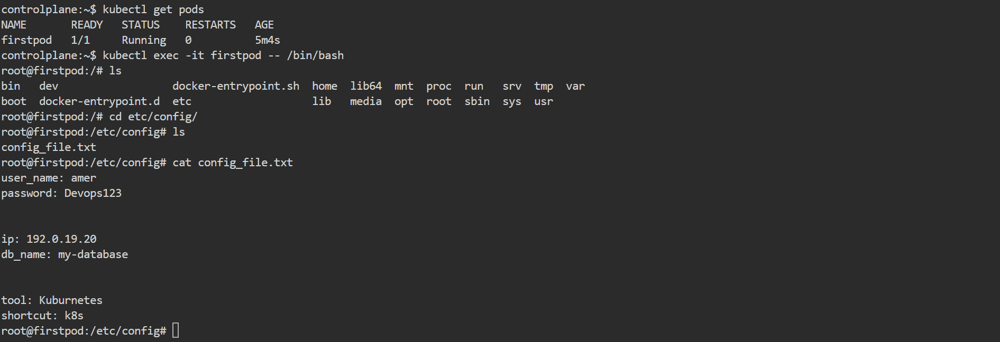 controlplane:~$ kubectl get pods
NAME       READY   STATUS    RESTARTS   AGE
firstpod   1/1     Running   0          5m4s
controlplane:~$ kubectl exec -it firstpod -- /bin/bash
root@firstpod:/# ls
bin   dev                  docker-entrypoint.sh  home  lib64  mnt  proc  run   srv  tmp  var
boot  docker-entrypoint.d  etc                   lib   media  opt  root  sbin  sys  usr
root@firstpod:/# cd etc/config/
root@firstpod:/etc/config# ls
config_file.txt
root@firstpod:/etc/config# cat config_file.txt
user_name: amer
password: Devops123
ip: 192.0.19.20
db_name: my-database
tool: Kuburnetes
shortcut: k8s
root@firstpod:/etc/config#